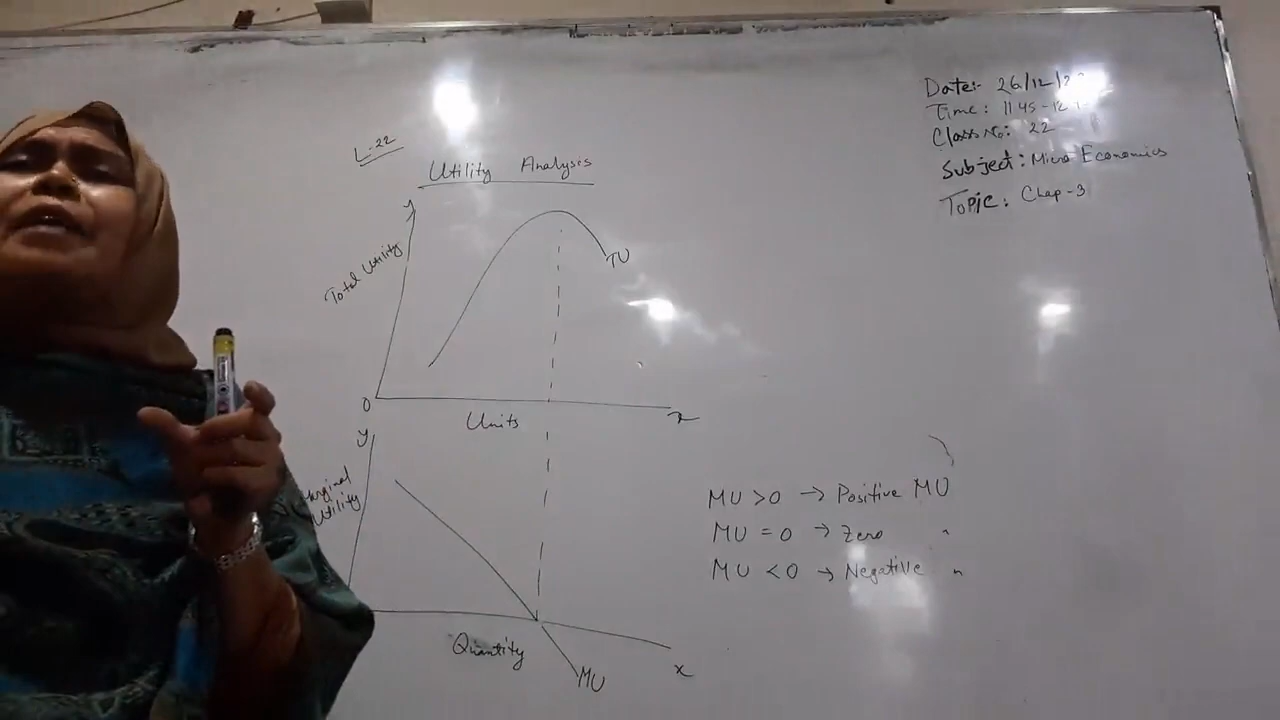 Date:- 26/12/
Time: 11:45-12
Class No: 22
Subject: Micro Economics
Topic: Chap-3
L-22
Utility Analysis
y
Total Utility
TU
0
Units
x
y
Marginal
Utility
Quantity
x
MU
MU >0 → Positive MU
MU = 0 → Zero "
MU <0 → Negative "